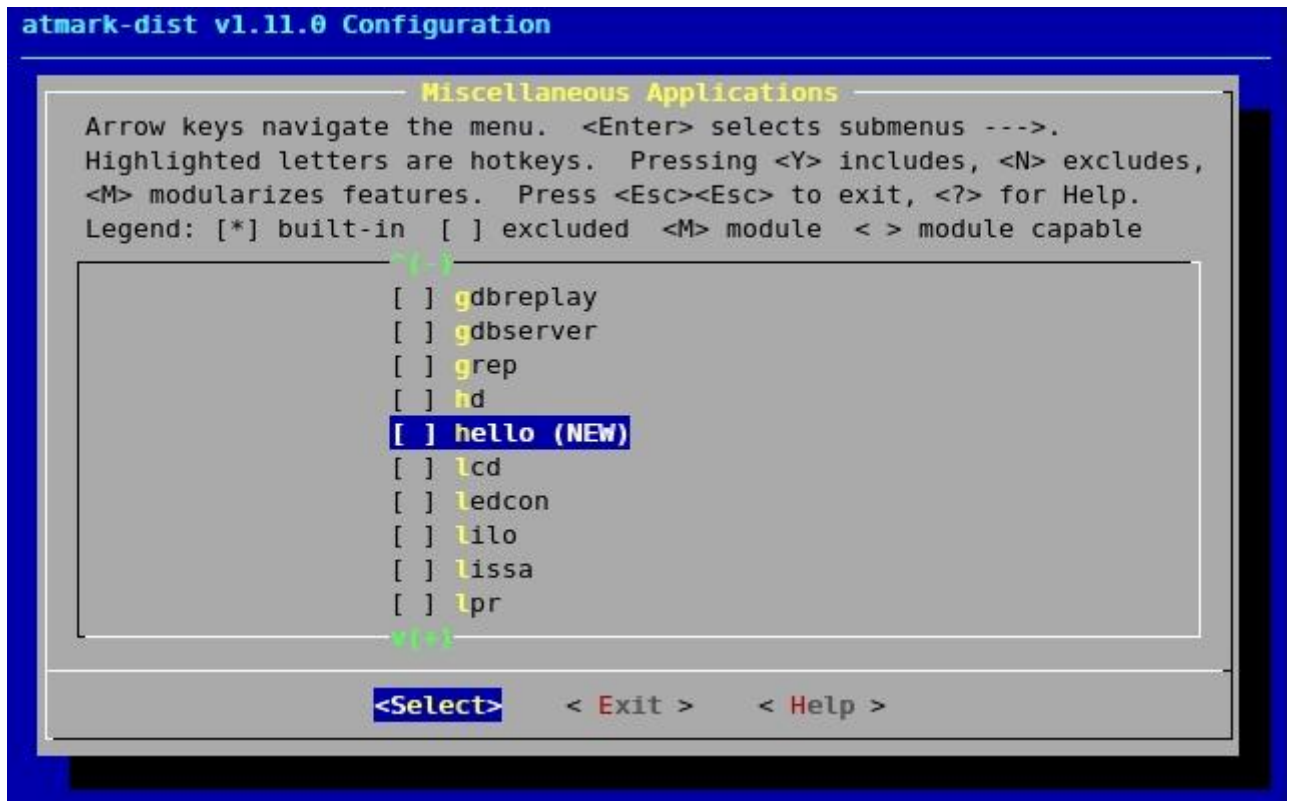 atmark-dist v1.11.0 Configuration
Miscellaneous Applications
Arrow keys navigate the menu.  <Enter> selects submenus --->.
Highlighted letters are hotkeys.  Pressing <Y> includes, <N> excludes,
<M> modularizes features.  Press <Esc><Esc> to exit, <?> for Help.
Legend: [*] built-in  [ ] excluded  <M> module  < > module capable
^(-)
[ ] gdbreplay
[ ] gdbserver
[ ] grep
[ ] hd
[ ] hello (NEW)
[ ] lcd
[ ] ledcon
[ ] lilo
[ ] lissa
[ ] lpr
v(+)
<Select>    < Exit >    < Help >